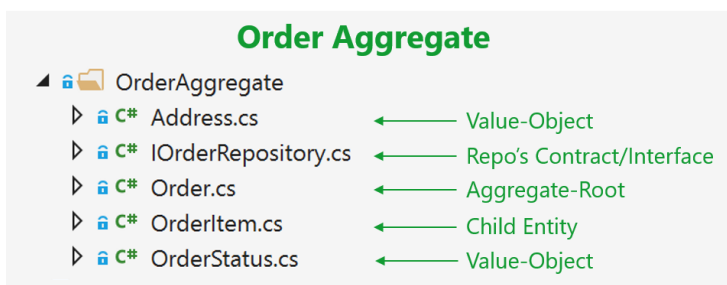 Order Aggregate
OrderAggregate
C# Address.cs Value-Object
C# IOrderRepository.cs Repo's Contract/Interface
C# Order.cs Aggregate-Root
C# OrderItem.cs Child Entity
C# OrderStatus.cs Value-Object